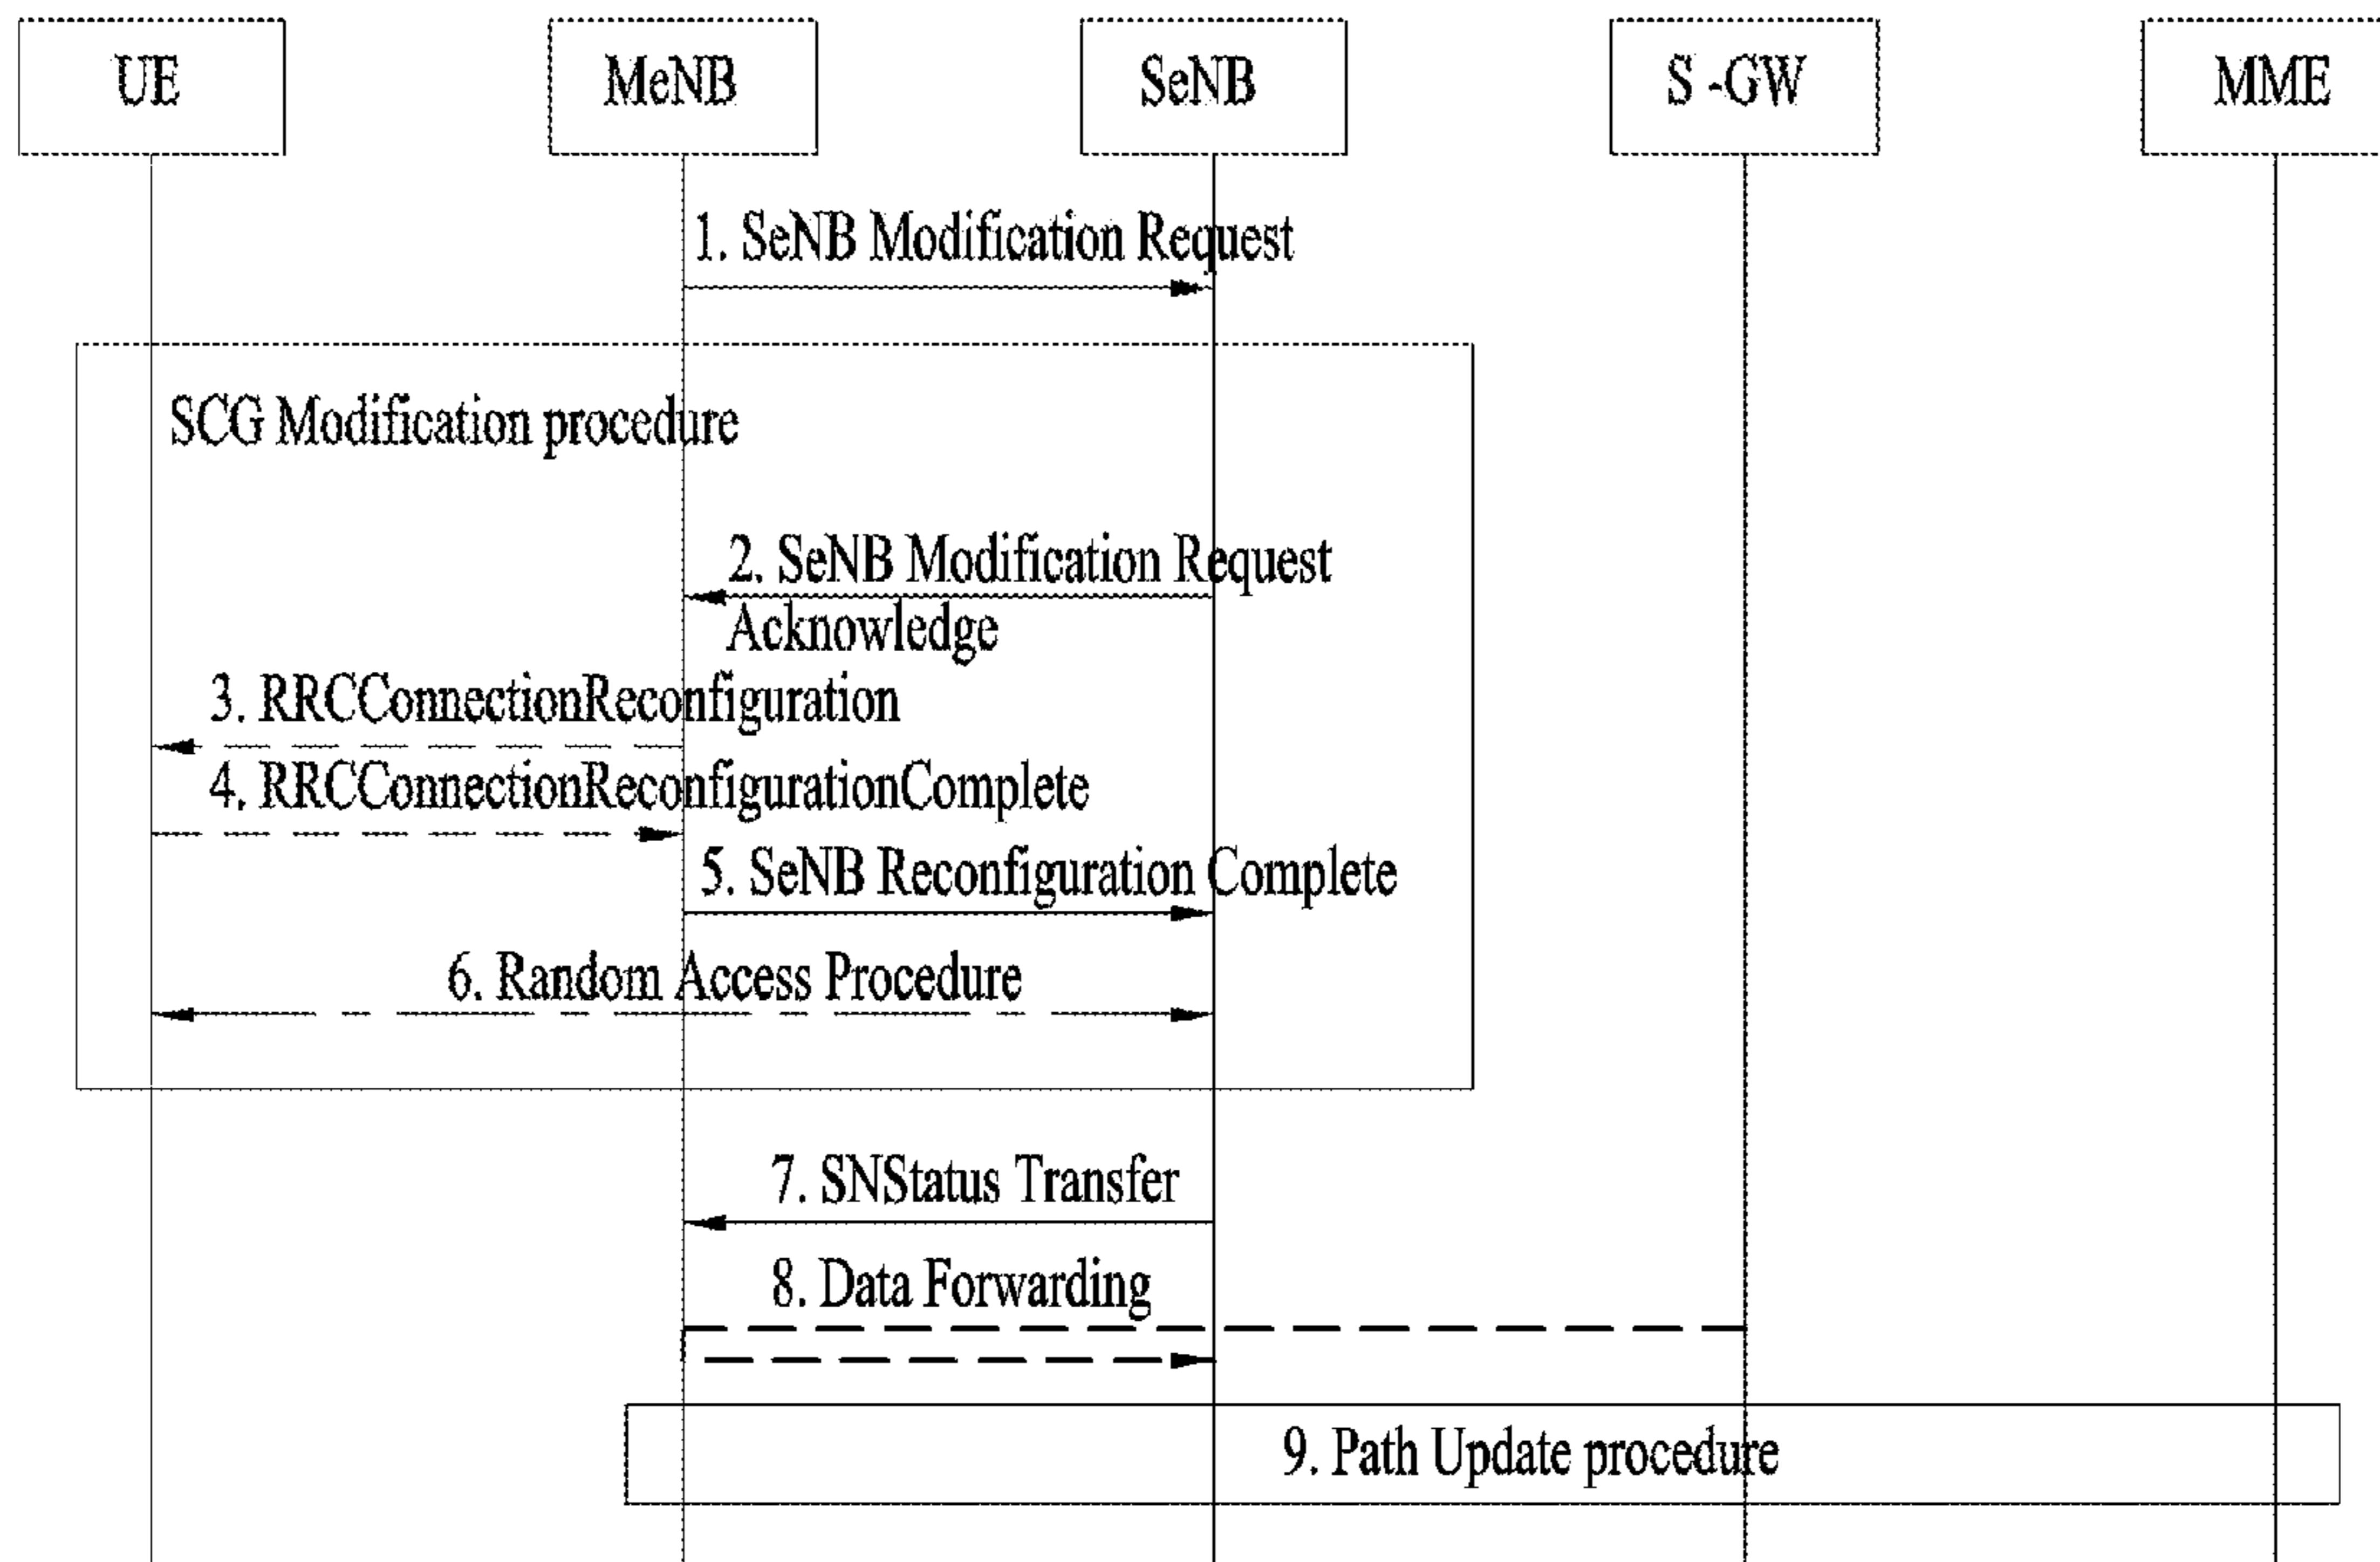 UE
MeNB
SeNB
S -GW
MME
1. SeNB Modification Request
SCG Modification procedure
2. SeNB Modification Request
Acknowledge
3. RRCConnectionReconfiguration
4. RRCConnectionReconfigurationComplete
5. SeNB Reconfiguration Complete
6. Random Access Procedure
7. SNStatus Transfer
8. Data Forwarding
9. Path Update procedure